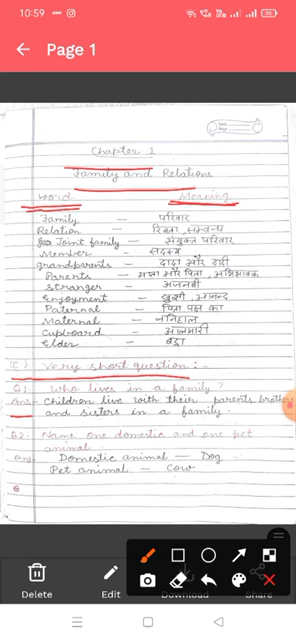 10:59
Page 1
Chapter 1
Family and Relations
Word Meaning
Family — परिवार
Relation — रिश्ता, सम्बन्ध
Joint family — संयुक्त परिवार
Member — सदस्य
grandparents — दादा और दादी
Parents — माता और पिता, अभिभावक
Stranger — अजनबी
Enjoyment — खुशी, आनन्द
Paternal — पिता पक्ष का
Maternal — ननिहाल
Cupboard — आलमारी
Elder — बड़ा
(C) Very short question:-
Q1 Who lives in a family?
Ans- Children live with their parents, brothers
and sisters in a family.
Q2- Name one domestic and one pet
animal.
Ans- Domestic animal — Dog
Pet animal — Cow
Delete Edit Download Share